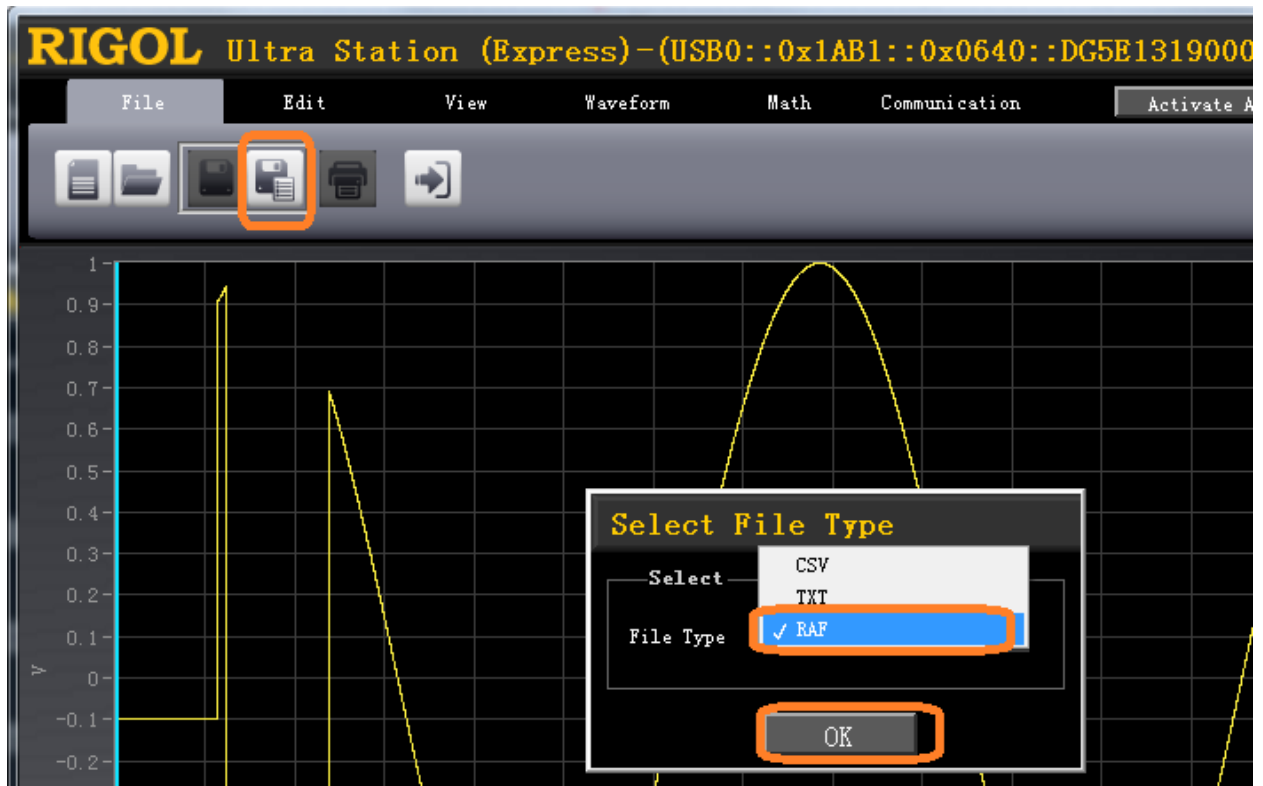 RIGOL Ultra Station (Express)-(USB0::0x1AB1::0x0640::DG5E1319000
File Edit View Waveform Math Communication Activate A
1
0.9
0.8
0.7
0.6
0.5
0.4
0.3
0.2
0.1
0
-0.1
-0.2
V
Select File Type
Select
CSV
TXT
File Type ✓ RAF
OK